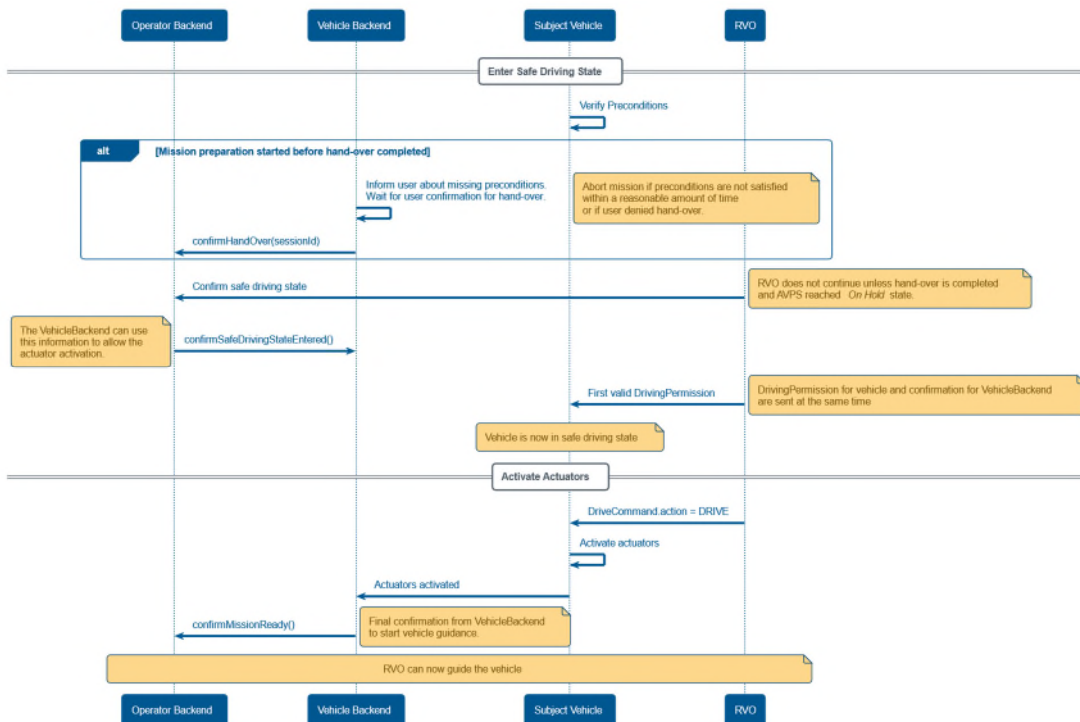 Operator Backend
Vehicle Backend
Subject Vehicle
RVO
Enter Safe Driving State
Verify Preconditions
alt
[Mission preparation started before hand-over completed]
Inform user about missing preconditions.
Wait for user confirmation for hand-over.
Abort mission if preconditions are not satisfied
within a reasonable amount of time
or if user denied hand-over.
confirmHandOver(sessionId)
Confirm safe driving state
RVO does not continue unless hand-over is completed
and AVPS reached On Hold state.
The VehicleBackend can use
this information to allow the
actuator activation.
confirmSafeDrivingStateEntered()
First valid DrivingPermission
DrivingPermission for vehicle and confirmation for VehicleBackend
are sent at the same time
Vehicle is now in safe driving state
Activate Actuators
DriveCommand.action = DRIVE
Activate actuators
Actuators activated
Final confirmation from VehicleBackend
to start vehicle guidance.
confirmMissionReady()
RVO can now guide the vehicle
Operator Backend
Vehicle Backend
Subject Vehicle
RVO